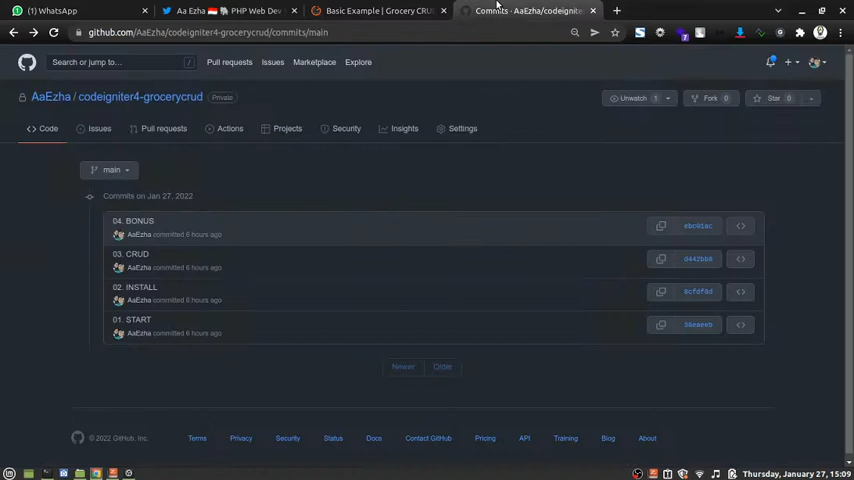 (1) WhatsApp
Aa Ezha 🇮🇩 🐘 PHP Web Dev
Basic Example | Grocery CRU
Commits · AaEzha/codeignite
github.com/AaEzha/codeigniter4-grocerycrud/commits/main
Search or jump to...
/
Pull requests
Issues
Marketplace
Explore
AaEzha / codeigniter4-grocerycrud
Private
Unwatch 1
Fork 0
Star 0
Code
Issues
Pull requests
Actions
Projects
Security
Insights
Settings
main
Commits on Jan 27, 2022
04. BONUS
AaEzha committed 6 hours ago
ebc01ac
03. CRUD
AaEzha committed 6 hours ago
d442bb8
02. INSTALL
AaEzha committed 6 hours ago
01. START
AaEzha committed 6 hours ago
Newer
Older
© 2022 GitHub, Inc.
Terms
Privacy
Security
Status
Docs
Contact GitHub
Pricing
API
Training
Blog
About
Thursday, January 27, 15:09